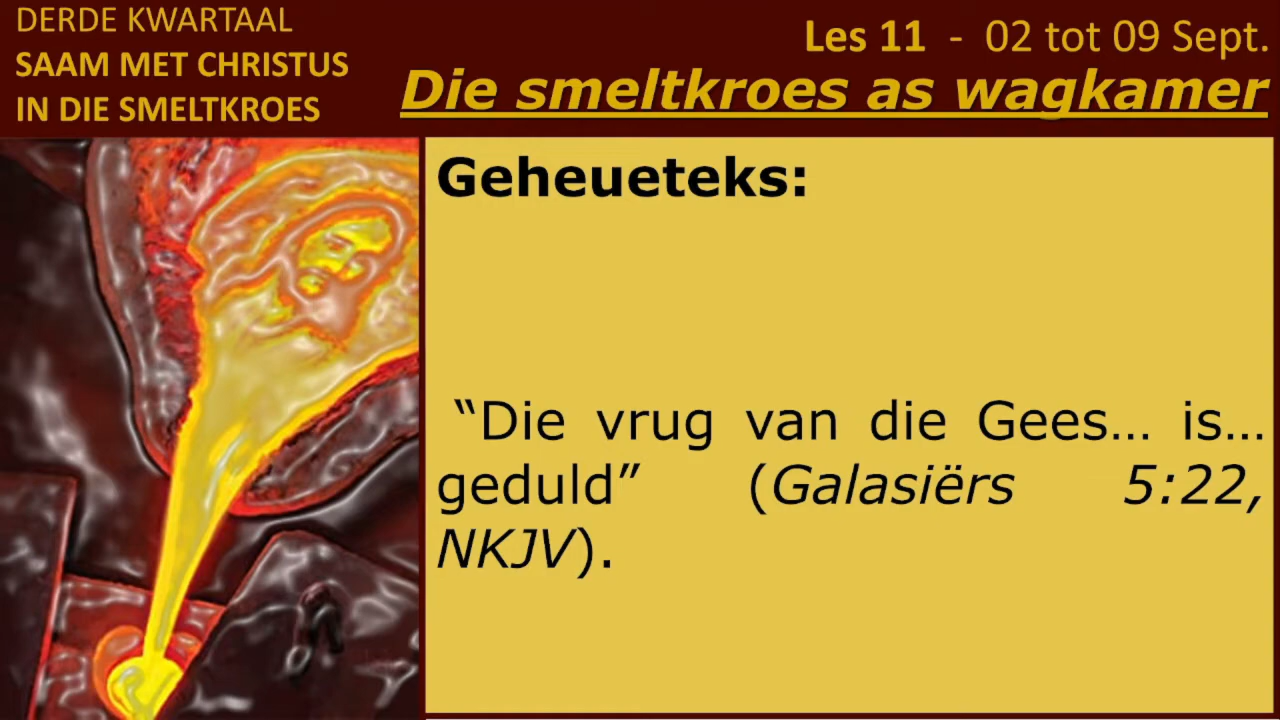 DERDE KWARTAAL
SAAM MET CHRISTUS
IN DIE SMELTKROES
Les 11 - 02 tot 09 Sept.
Die smeltkroes as wagkamer
Geheueteks:
“Die vrug van die Gees… is…
geduld” (Galasiërs 5:22,
NKJV).